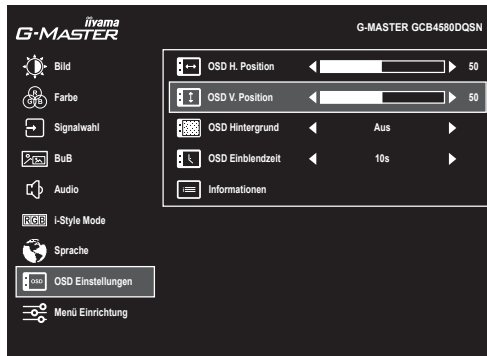 iiyama
G-MASTER
G-MASTER GCB4580DQSN
Bild
Farbe
Signalwahl
BuB
Audio
RGB i-Style Mode
Sprache
OSD OSD Einstellungen
Menü Einrichtung
OSD H. Position 50
OSD V. Position 50
OSD Hintergrund Aus
OSD Einblendzeit 10s
Informationen